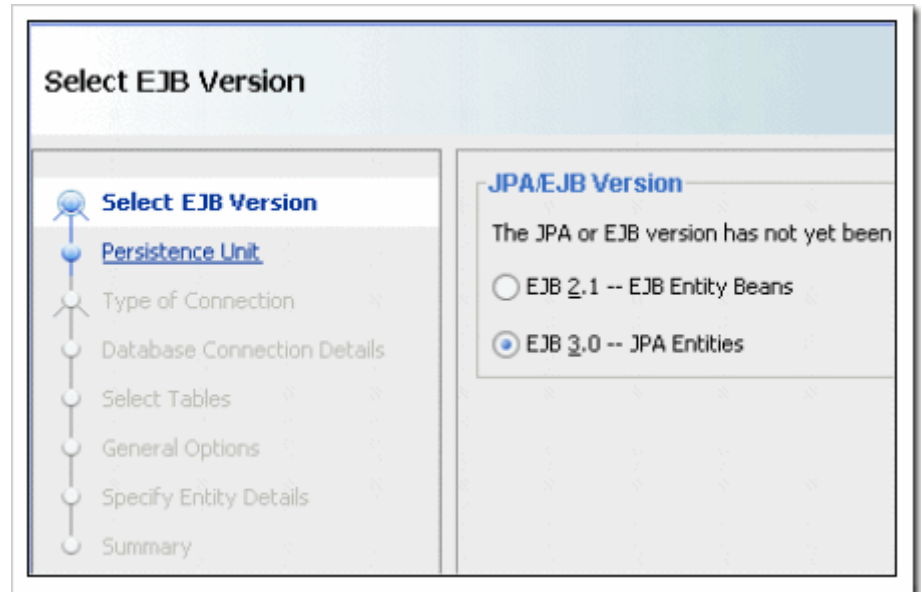 Select EJB Version
Select EJB Version
Persistence Unit
Type of Connection
Database Connection Details
Select Tables
General Options
Specify Entity Details
Summary
JPA/EJB Version
The JPA or EJB version has not yet been
EJB 2.1 -- EJB Entity Beans
EJB 3.0 -- JPA Entities